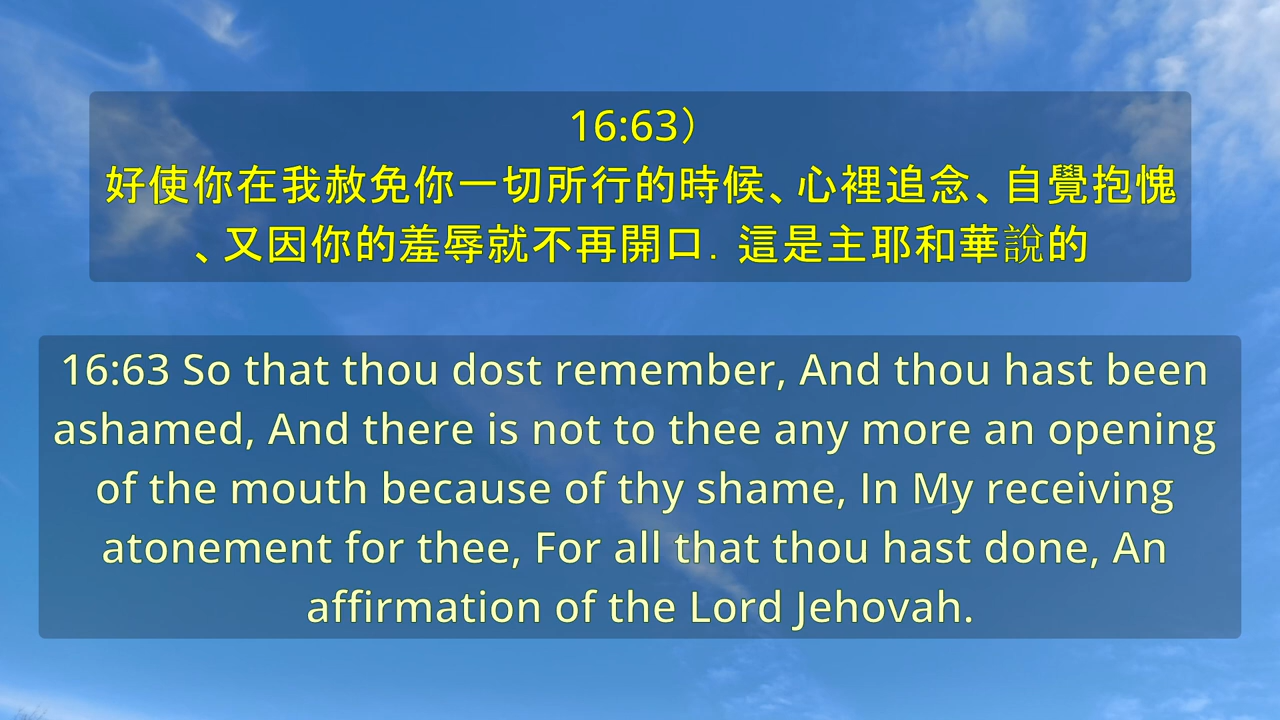 16:63）
好使你在我赦免你一切所行的時候、心裡追念、自覺抱愧
、又因你的羞辱就不再開口．這是主耶和華說的
16:63 So that thou dost remember, And thou hast been
ashamed, And there is not to thee any more an opening
of the mouth because of thy shame, In My receiving
atonement for thee, For all that thou hast done, An
affirmation of the Lord Jehovah.